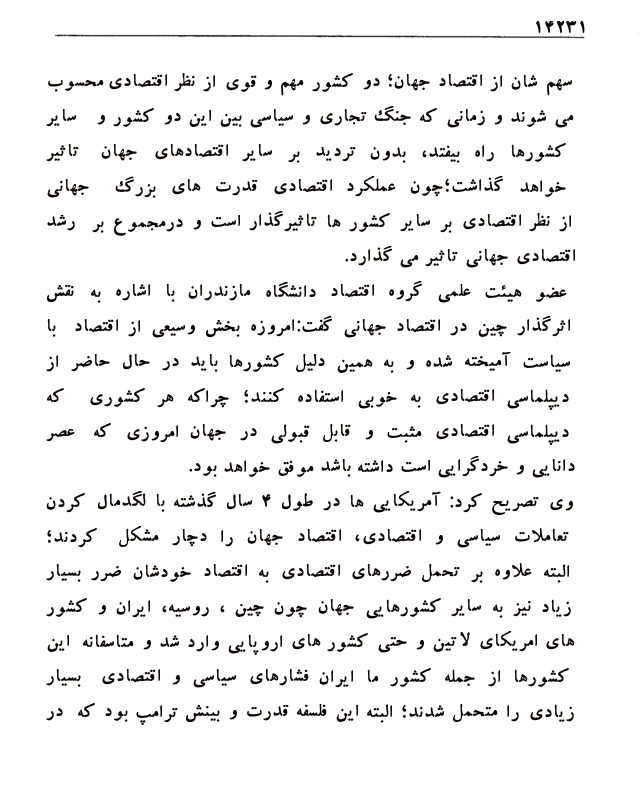 ۱۴۲۳۱
سهم شان از اقتصاد جهان؛ دو کشور مهم و قوی از نظر اقتصادی محسوب
می شوند و زمانی که جنگ تجاری و سیاسی بین این دو کشور و سایر
کشورها راه بیفتد، بدون تردید بر سایر اقتصادهای جهان تاثیر
خواهد گذاشت؛چون عملکرد اقتصادی قدرت های بزرگ جهانی
از نظر اقتصادی بر سایر کشور ها تاثیرگذار است و درمجموع بر رشد
اقتصادی جهانی تاثیر می گذارد.
عضو هیئت علمی گروه اقتصاد دانشگاه مازندران با اشاره به نقش
اثرگذار چین در اقتصاد جهانی گفت:امروزه بخش وسیعی از اقتصاد با
سیاست آمیخته شده و به همین دلیل کشورها باید در حال حاضر از
دیپلماسی اقتصادی به خوبی استفاده کنند؛ چراکه هر کشوری که
دیپلماسی اقتصادی مثبت و قابل قبولی در جهان امروزی که عصر
دانایی و خردگرایی است داشته باشد موفق خواهد بود.
وی تصریح کرد: آمریکایی ها در طول ۴ سال گذشته با لگدمال کردن
تعاملات سیاسی و اقتصادی، اقتصاد جهان را دچار مشکل کردند؛
البته علاوه بر تحمل ضررهای اقتصادی به اقتصاد خودشان ضرر بسیار
زیاد نیز به سایر کشورهایی جهان چون چین ، روسیه، ایران و کشور
های امریکای لاتین و حتی کشور های اروپایی وارد شد و متاسفانه این
کشورها از جمله کشور ما ایران فشارهای سیاسی و اقتصادی بسیار
زیادی را متحمل شدند؛ البته این فلسفه قدرت و بینش ترامپ بود که در